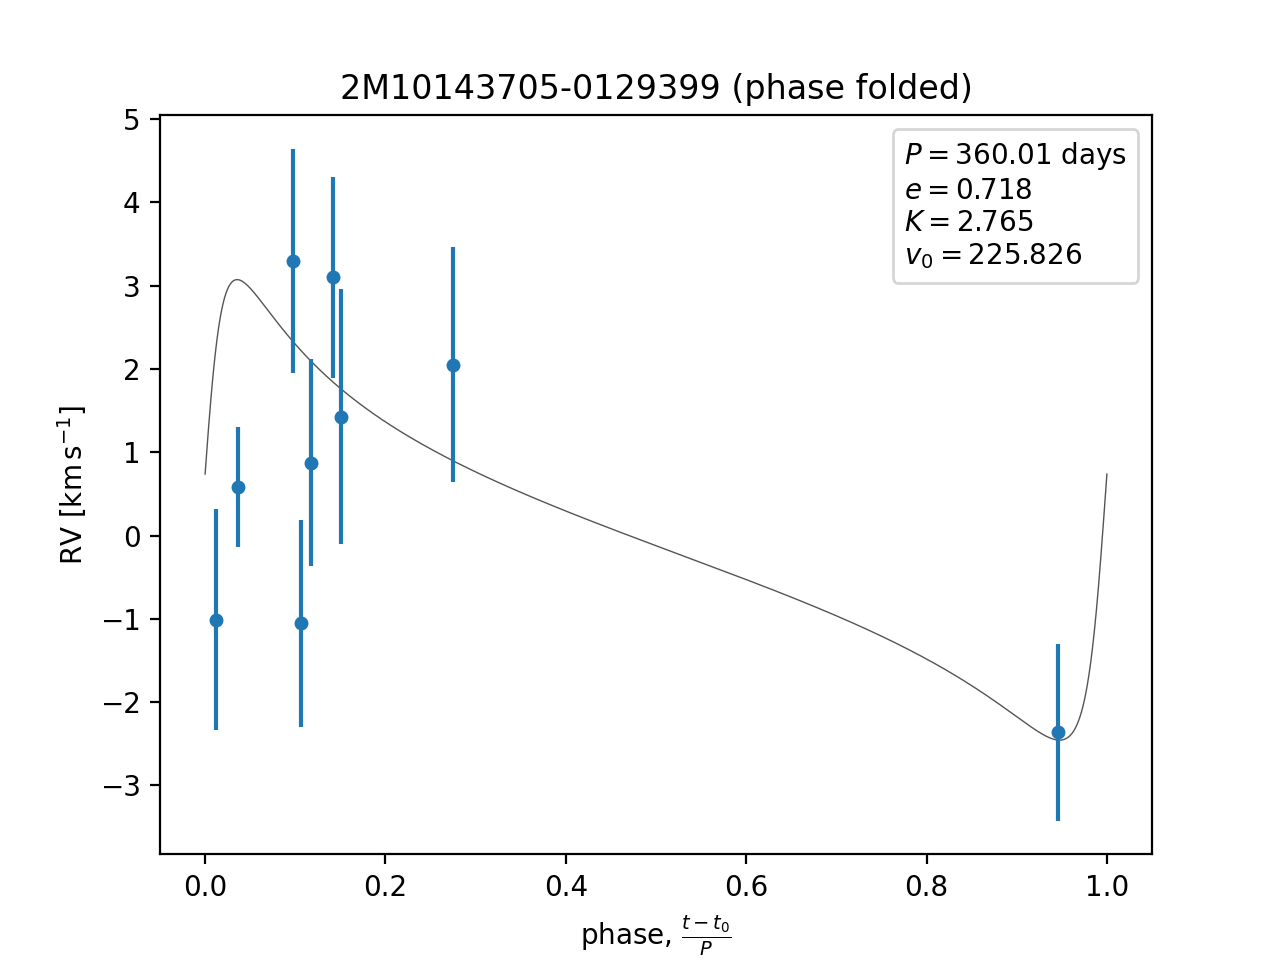 2M10143705-0129399 (phase folded)
P = 360.01 days
e = 0.718
K = 2.765
v₀ = 225.826
RV [km s⁻¹]
5
4
3
2
1
0
−1
−2
−3
0.0 0.2 0.4 0.6 0.8 1.0
phase, (t − t₀)/P